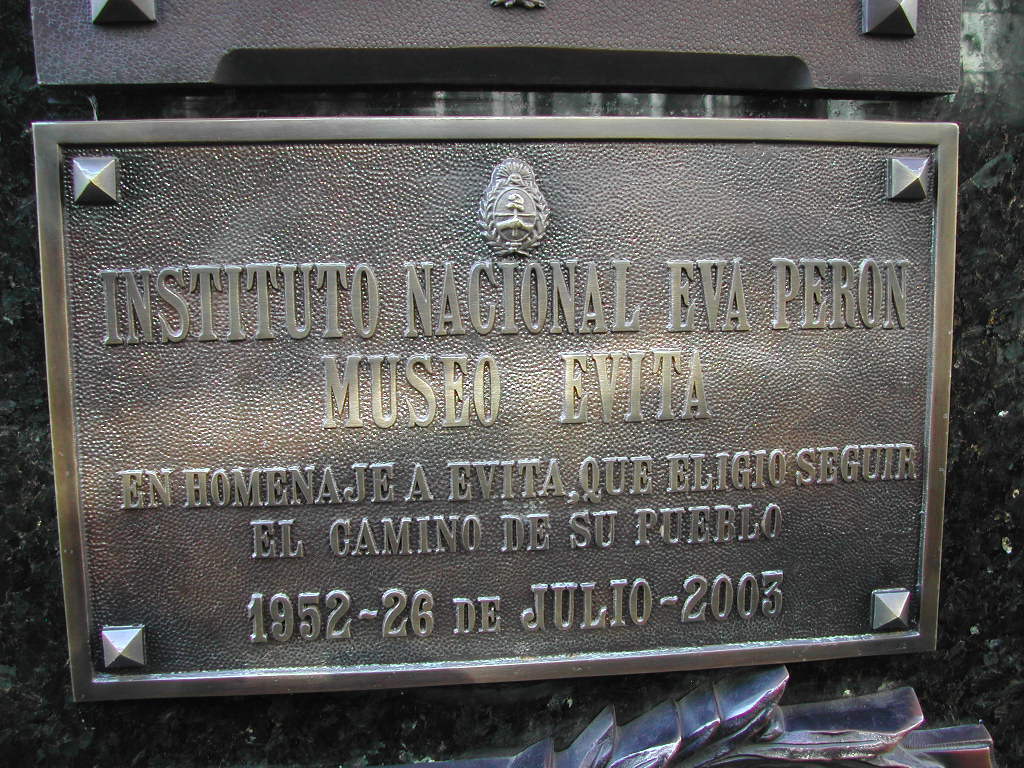 INSTITUTO NACIONAL EVA PERON
MUSEO EVITA
EN HOMENAJE A EVITA, QUE ELIGIO SEGUIR
EL CAMINO DE SU PUEBLO
1952-26 DE JULIO-2003